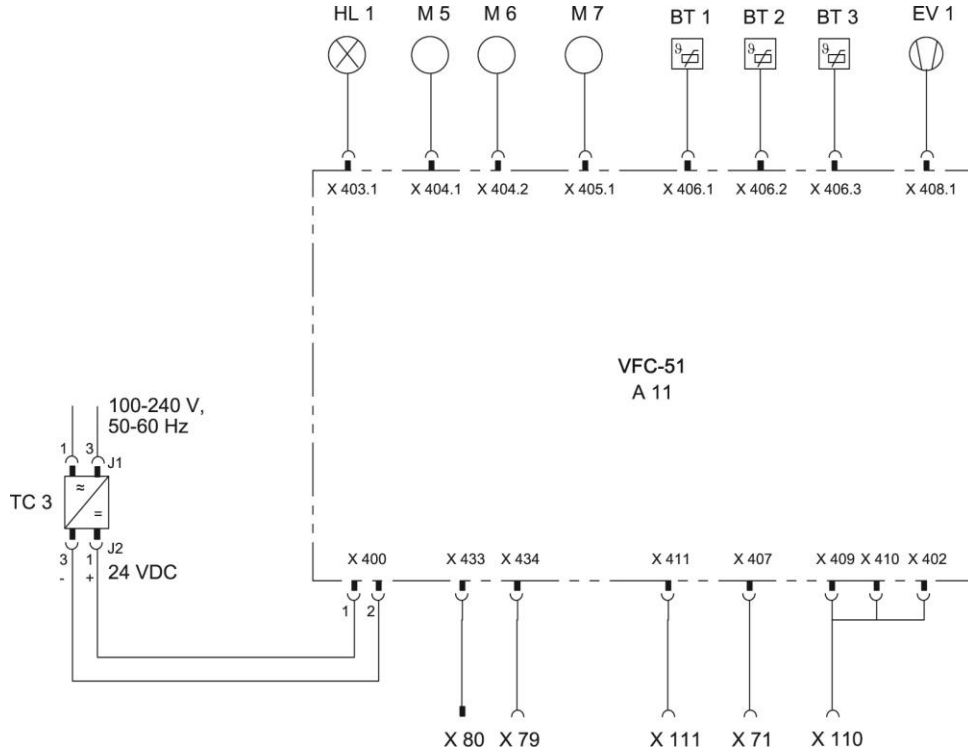 HL 1 M 5 M 6 M 7 BT 1 BT 2 BT 3 EV 1
ϑ ϑ ϑ
X 403.1 X 404.1 X 404.2 X 405.1 X 406.1 X 406.2 X 406.3 X 408.1
VFC-51
A 11
100-240 V,
50-60 Hz
1 3 J1
TC 3 ≈
=
3 1 J2
- + 24 VDC
X 400 X 433 X 434 X 411 X 407 X 409 X 410 X 402
1 2
X 80 X 79 X 111 X 71 X 110